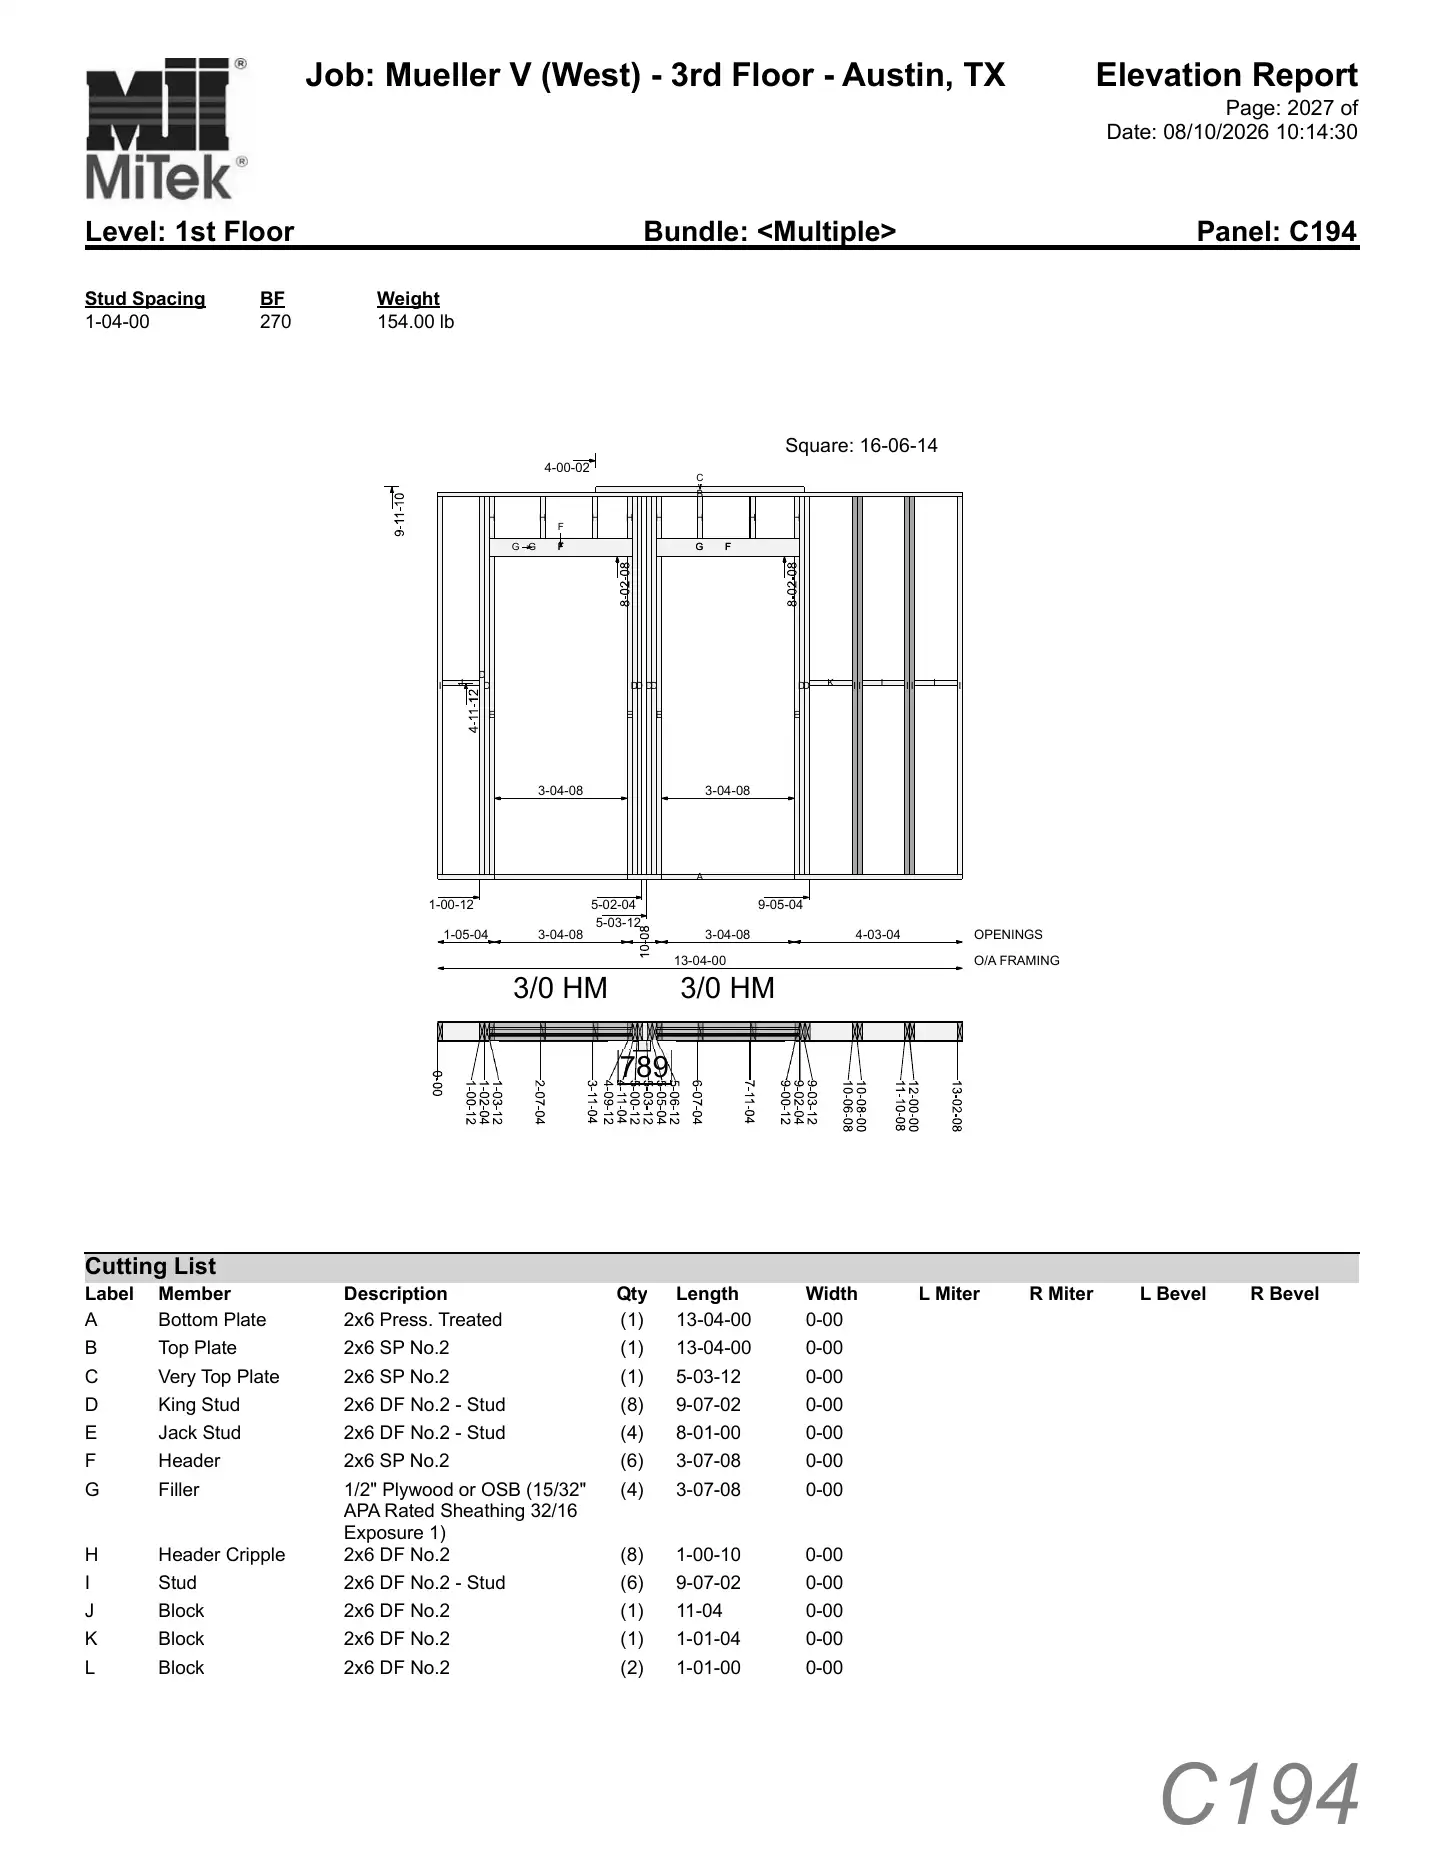 Job: Mueller V (West) - 3rd Floor - Austin, TX
Elevation Report
Page: 2027 of
Date: 08/10/2026 10:14:30
MiTek®
Level: 1st Floor Bundle: <Multiple> Panel: C194
Stud Spacing BF Weight
1-04-00 270 154.00 lb
Square: 16-06-14
4-00-02
C
B
9-11-10
F
G G F G F
8-02-08 8-02-08
K
4-11-12
3-04-08 3-04-08
A
1-00-12 5-02-04 9-05-04
5-03-12
1-05-04 3-04-08 10-08 3-04-08 4-03-04 OPENINGS
13-04-00 O/A FRAMING
3/0 HM 3/0 HM
789
0-00 1-00-12 1-02-04 1-03-12 2-07-04 3-11-04 4-09-12 4-11-04 5-00-12 5-03-12 5-05-04 5-06-12 6-07-04 7-11-04 9-00-12 9-02-04 9-03-12 10-06-08 10-08-00 11-10-08 12-00-00 13-02-08
Cutting List
Label Member Description Qty Length Width L Miter R Miter L Bevel R Bevel
A Bottom Plate 2x6 Press. Treated (1) 13-04-00 0-00
B Top Plate 2x6 SP No.2 (1) 13-04-00 0-00
C Very Top Plate 2x6 SP No.2 (1) 5-03-12 0-00
D King Stud 2x6 DF No.2 - Stud (8) 9-07-02 0-00
E Jack Stud 2x6 DF No.2 - Stud (4) 8-01-00 0-00
F Header 2x6 SP No.2 (6) 3-07-08 0-00
G Filler 1/2" Plywood or OSB (15/32" (4) 3-07-08 0-00
APA Rated Sheathing 32/16
Exposure 1)
H Header Cripple 2x6 DF No.2 (8) 1-00-10 0-00
I Stud 2x6 DF No.2 - Stud (6) 9-07-02 0-00
J Block 2x6 DF No.2 (1) 11-04 0-00
K Block 2x6 DF No.2 (1) 1-01-04 0-00
L Block 2x6 DF No.2 (2) 1-01-00 0-00
C194